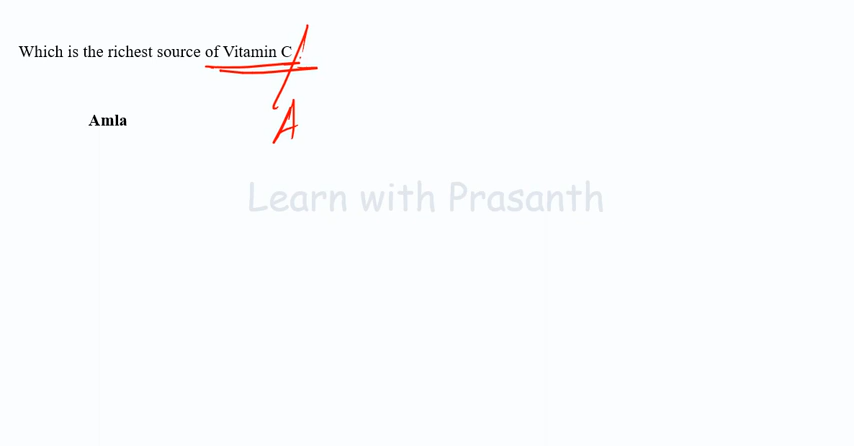 Which is the richest source of Vitamin C
A
Amla
Learn with Prasanth